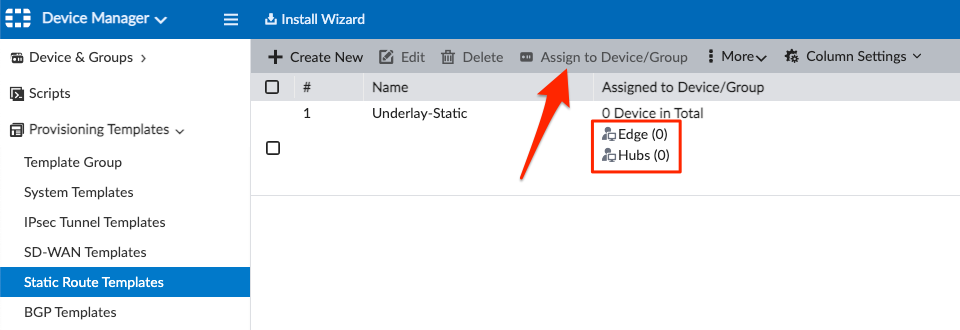 Device Manager
Install Wizard
Device & Groups
Scripts
Provisioning Templates
Template Group
System Templates
IPsec Tunnel Templates
SD-WAN Templates
Static Route Templates
BGP Templates
Create New Edit Delete Assign to Device/Group More Column Settings
# Name Assigned to Device/Group
1 Underlay-Static 0 Device in Total
Edge (0)
Hubs (0)